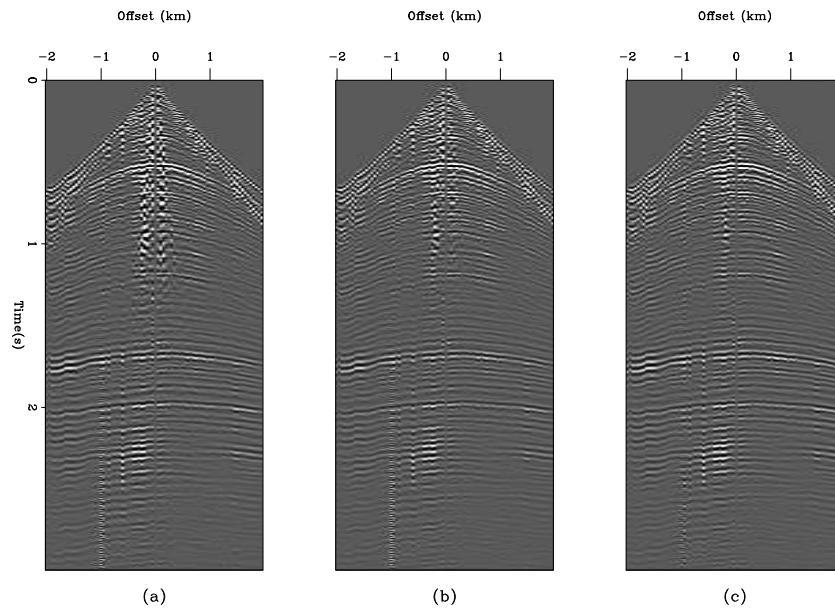 Offset (km) Offset (km) Offset (km)
−2 −1 0 1 −2 −1 0 1 −2 −1 0 1
0
1
Time(s)
2
(a) (b) (c)